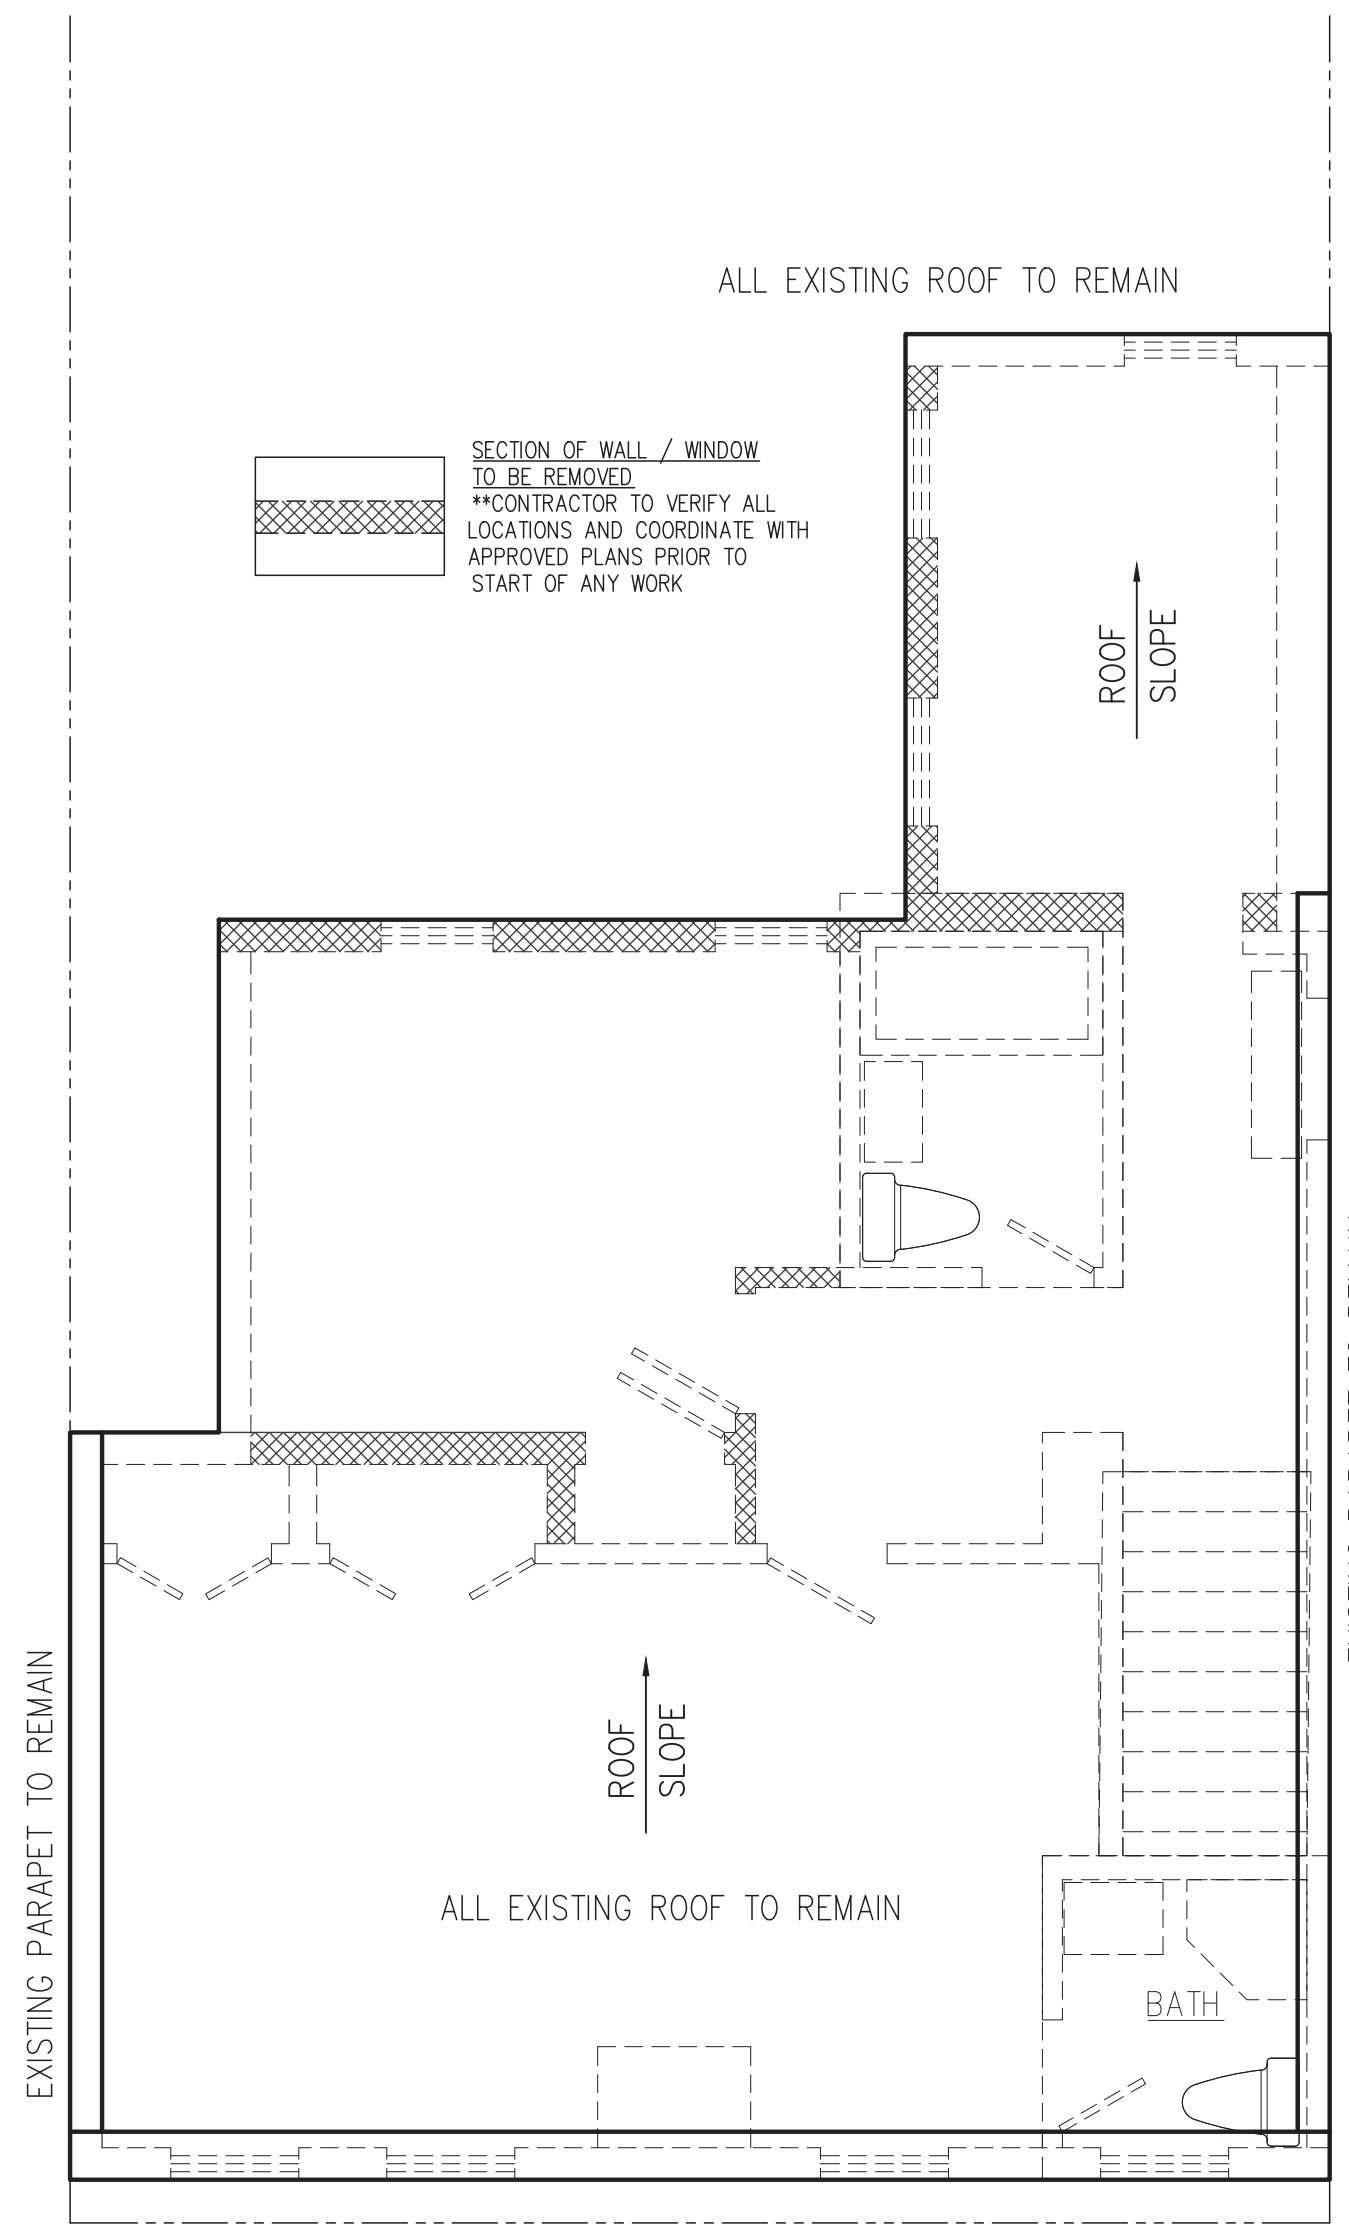 ALL EXISTING ROOF TO REMAIN
SECTION OF WALL / WINDOW
TO BE REMOVED
**CONTRACTOR TO VERIFY ALL
LOCATIONS AND COORDINATE WITH
APPROVED PLANS PRIOR TO
START OF ANY WORK
ROOF
SLOPE
ROOF
SLOPE
EXISTING PARAPET TO REMAIN
ALL EXISTING ROOF TO REMAIN
BATH